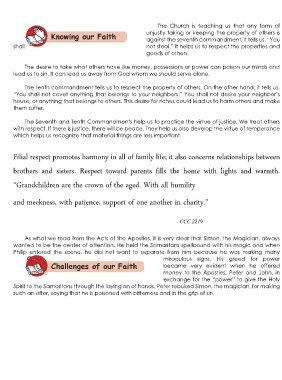 The Church is teaching us that any form of
Knowing our Faith
unjustly taking or keeping the property of others is
against the seventh commandment. It tells us, "You
shall not steal." It helps us to respect the properties and
goods of others.
The desire to take what others have like money, possessions or power can poison our minds and
lead us to sin. It can lead us away from God whom we should serve alone.
The tenth commandment tells us to respect the property of others. On the other hand, it tells us,
"You shall not covet anything that belongs to your neighbor." You shall not desire your neighbor's
house, or anything that belongs to others. This desire for riches could lead us to harm others and make
them suffer.
The Seventh and Tenth Commandments help us to practice the virtue of justice. We treat others
with respect. If there is justice, there will be peace. They help us also develop the virtue of temperance
which helps us to recognize that material things are less important.
Filial respect promotes harmony in all of family life; it also concerns relationships between
brothers and sisters. Respect toward parents fills the home with lights and warmth.
"Grandchildren are the crown of the aged. With all humility
and meekness, with patience, support of one another in charity."
CCC 2219
As what we read from the Acts of the Apostles, it is very clear that Simon, the Magician, always
wanted to be the center of attention. He held the Samaritans spellbound with his magic and when
Philip entered the scene, he did not want to separate from him because he was making many
miraculous signs. His greed for power
Challenges of our Faith
became very evident when he offered
money to the Apostles, Peter and John, in
exchange for the "power" to give the Holy
Spirit to the Samaritans through the laying on of hands. Peter rebuked Simon, the magician, for making
such an offer, saying that he is poisoned with bitterness and in the grip of sin.